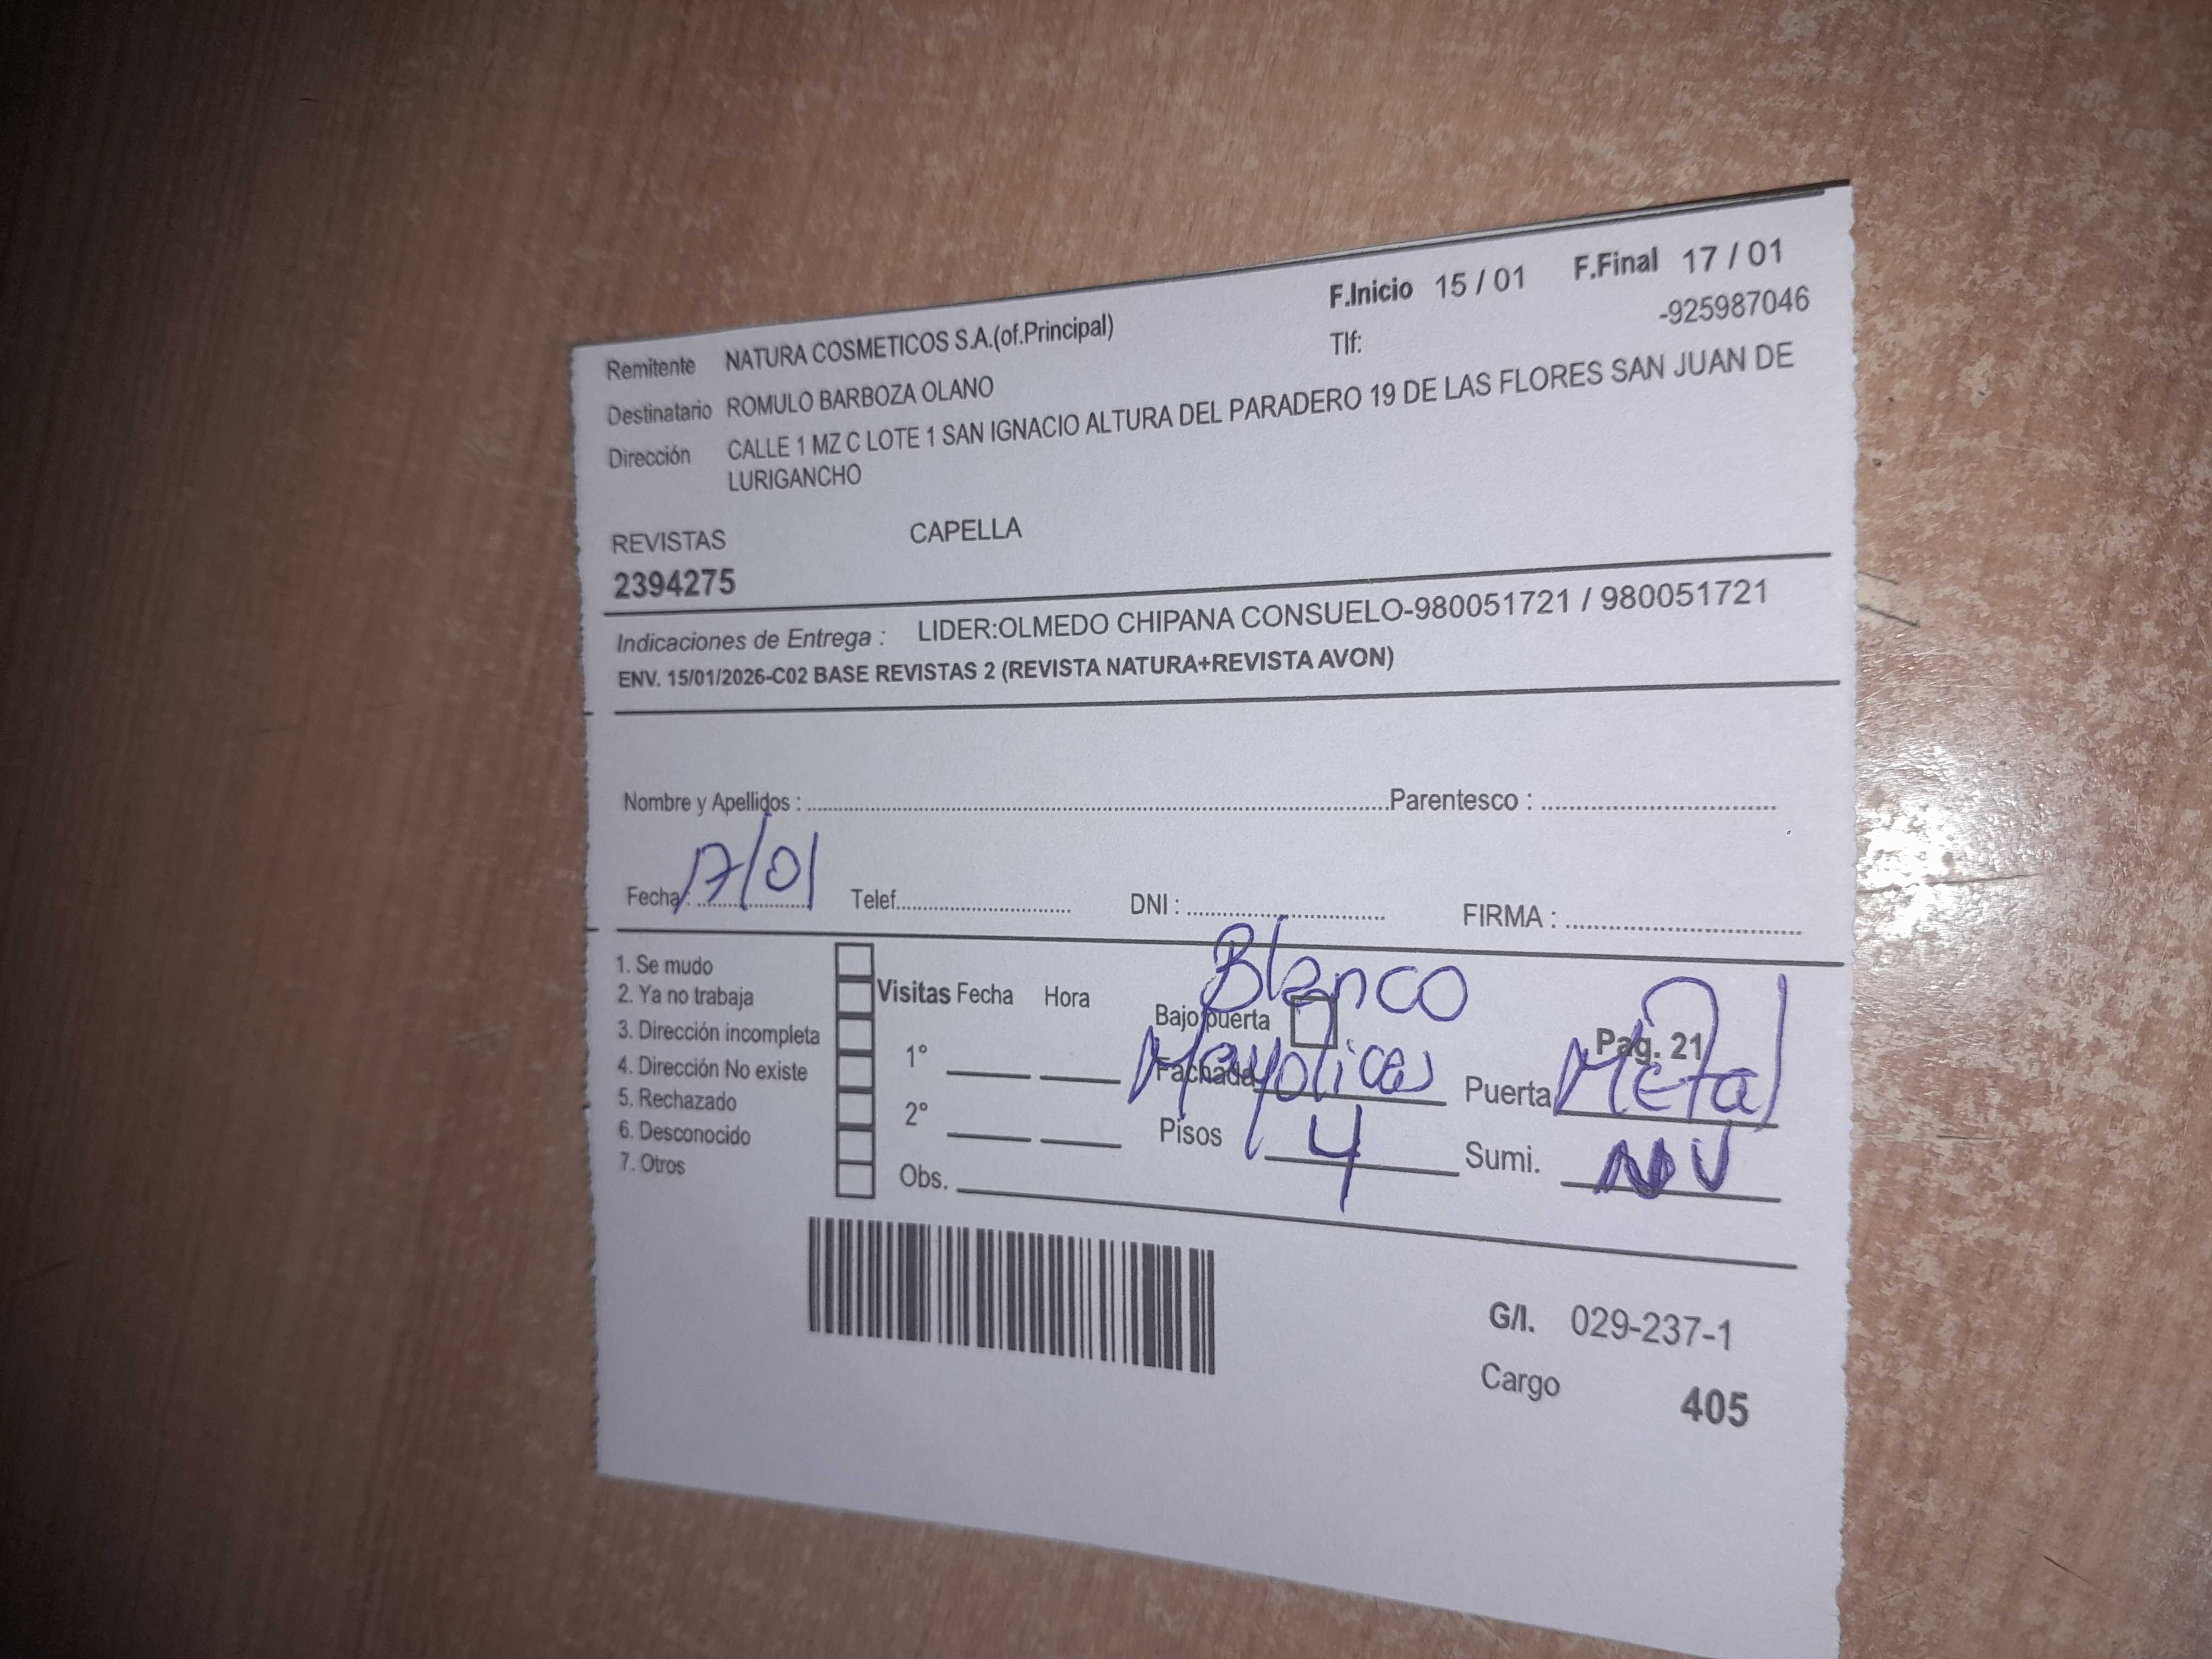 F.Inicio 15 / 01 F.Final 17 / 01
Remitente NATURA COSMETICOS S.A.(of.Principal) Tlf: -925987046
Destinatario ROMULO BARBOZA OLANO
Dirección CALLE 1 MZ C LOTE 1 SAN IGNACIO ALTURA DEL PARADERO 19 DE LAS FLORES SAN JUAN DE
LURIGANCHO
REVISTAS CAPELLA
2394275
Indicaciones de Entrega : LIDER:OLMEDO CHIPANA CONSUELO-980051721 / 980051721
ENV. 15/01/2026-C02 BASE REVISTAS 2 (REVISTA NATURA+REVISTA AVON)
Nombre y Apellidos : Parentesco :
Fecha : 17/01 Telef. DNI : FIRMA :
1. Se mudo
2. Ya no trabaja
3. Dirección incompleta
4. Dirección No existe
5. Rechazado
6. Desconocido
7. Otros
Visitas Fecha Hora
1°
2°
Obs.
Blanco
Bajo puerta Pag. 21
Fachada Mayolicas Puerta Metal
Pisos 4 Sumi. NV
G/I. 029-237-1
Cargo 405